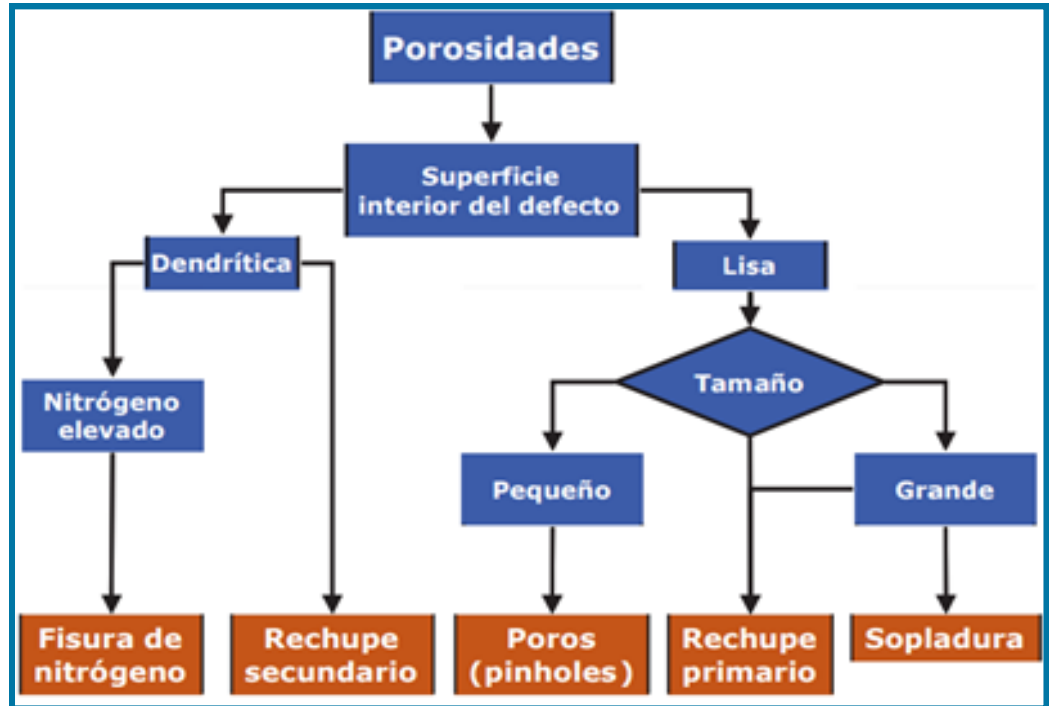 Porosidades
Superficie
interior del defecto
Dendrítica
Lisa
Tamaño
Nitrógeno
elevado
Pequeño
Grande
Fisura de
nitrógeno
Rechupe
secundario
Poros
(pinholes)
Rechupe
primario
Sopladura